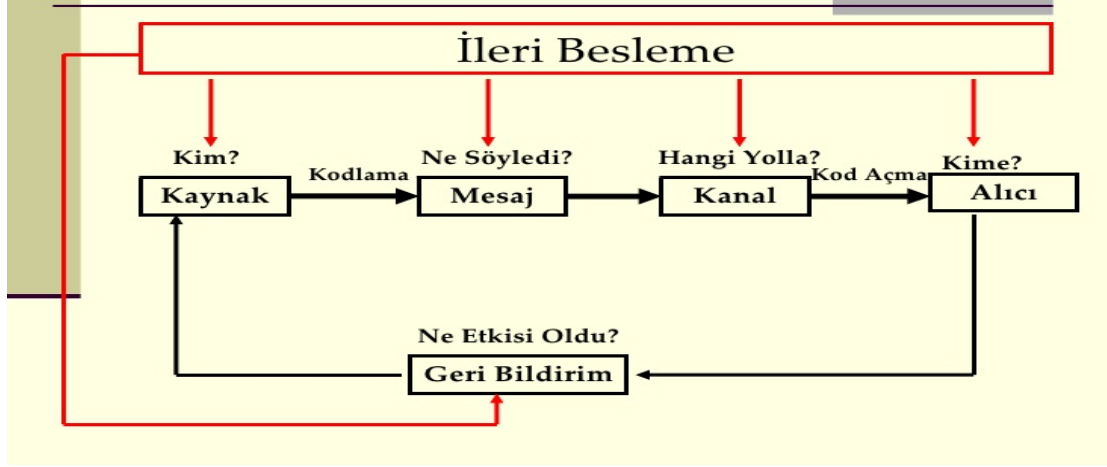 İleri Besleme
Kim?
Ne Söyledi?
Hangi Yolla?
Kime?
Kodlama
Kod Açma
Kaynak
Mesaj
Kanal
Alıcı
Ne Etkisi Oldu?
Geri Bildirim